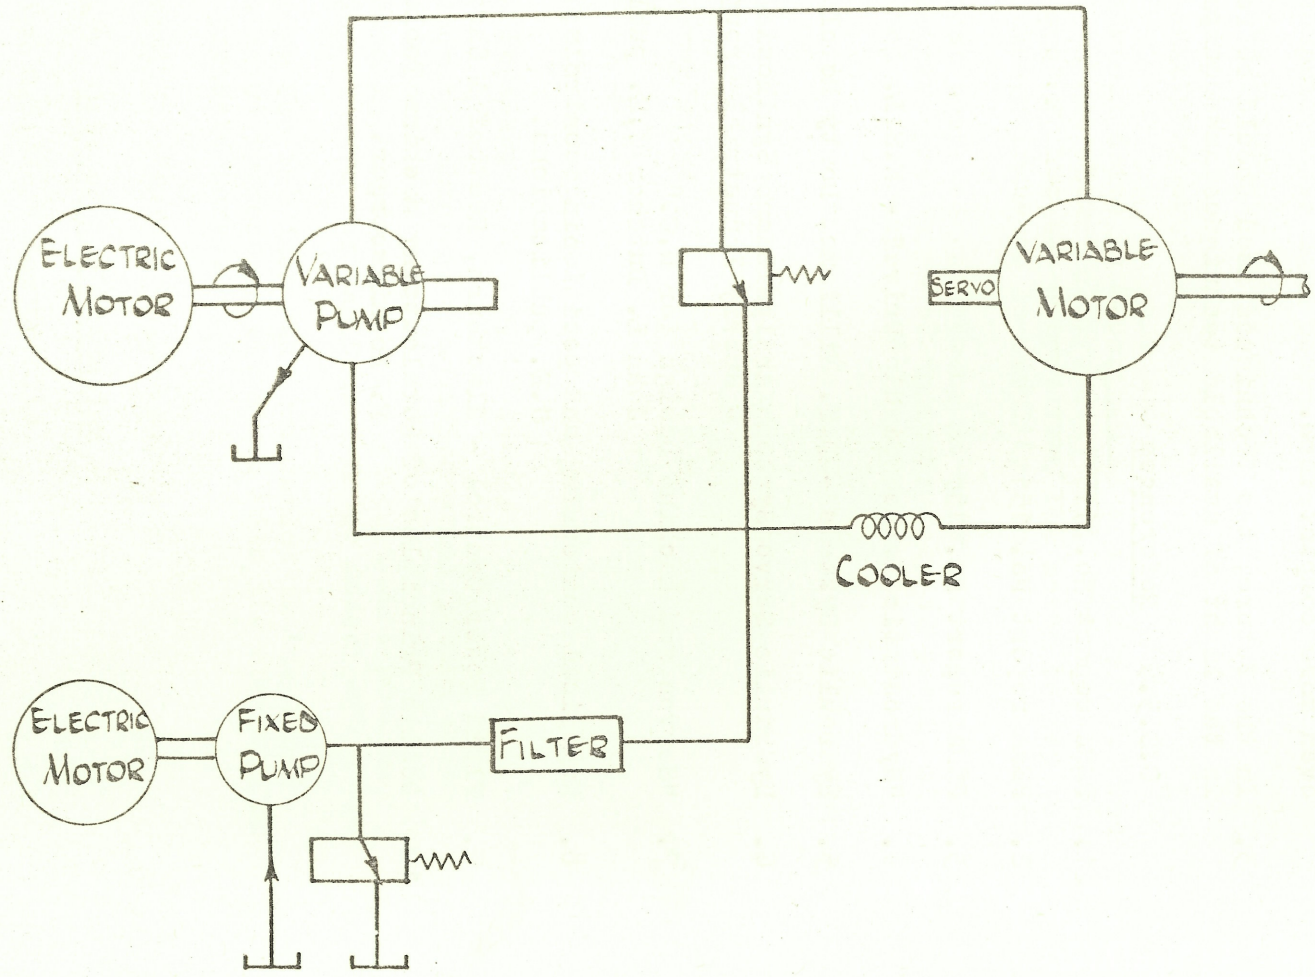 ELECTRIC
MOTOR
VARIABLE
PUMP
SERVO
VARIABLE
MOTOR
COOLER
ELECTRIC
MOTOR
FIXED
PUMP
FILTER